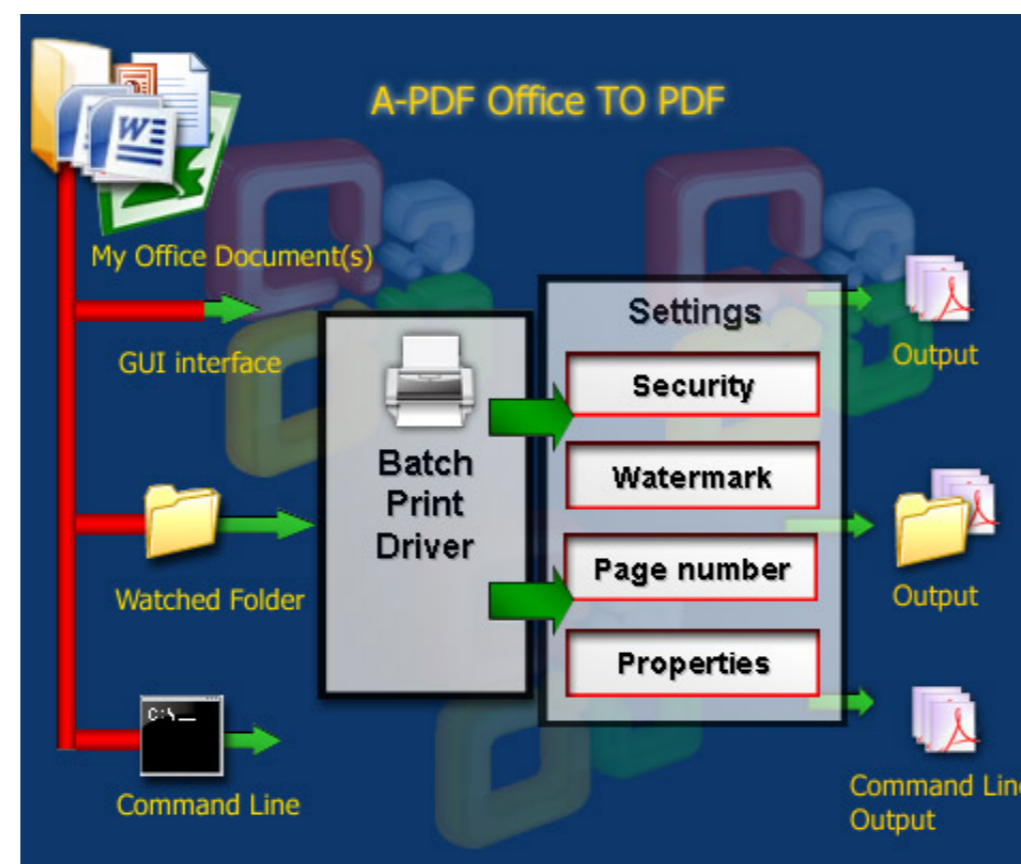 A-PDF Office TO PDF
W
My Office Document(s)
GUI interface
Watched Folder
C:\
Command Line
Batch
Print
Driver
Settings
Security
Watermark
Page number
Properties
Output
Output
Command Line
Output